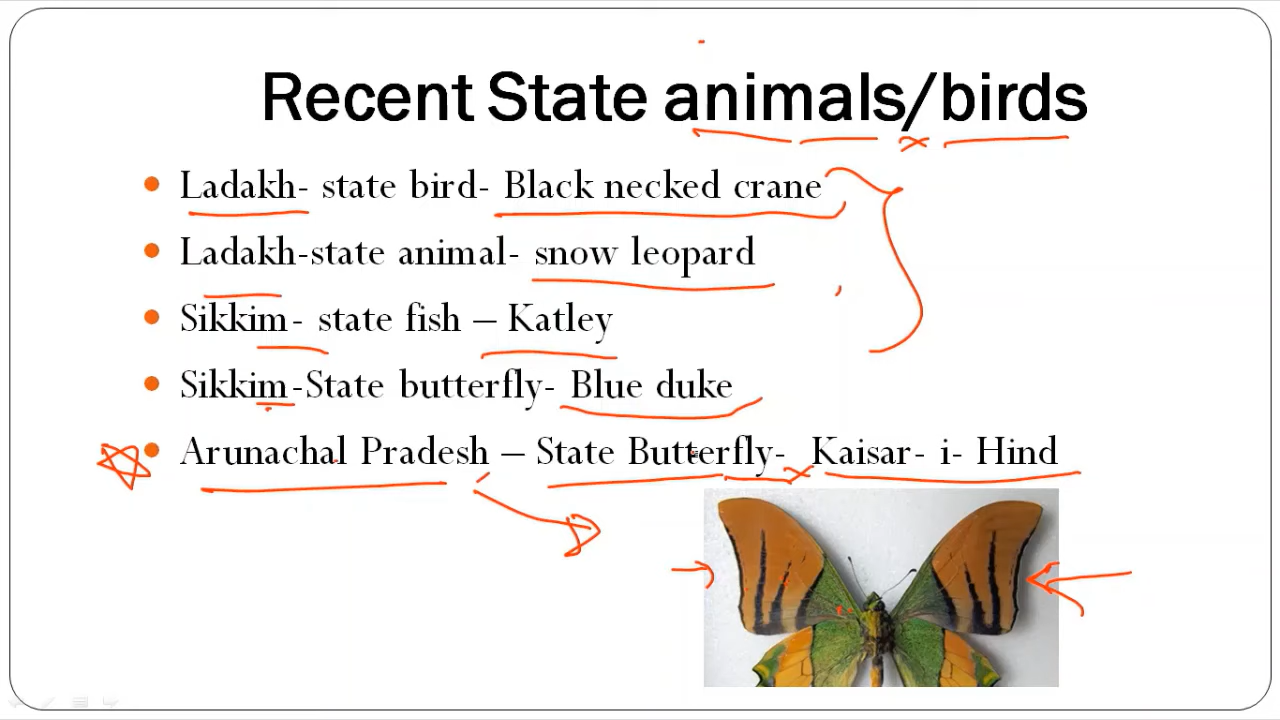 Recent State animals/birds
Ladakh- state bird- Black necked crane
Ladakh-state animal- snow leopard
Sikkim- state fish – Katley
Sikkim-State butterfly- Blue duke
Arunachal Pradesh – State Butterfly- Kaisar- i- Hind